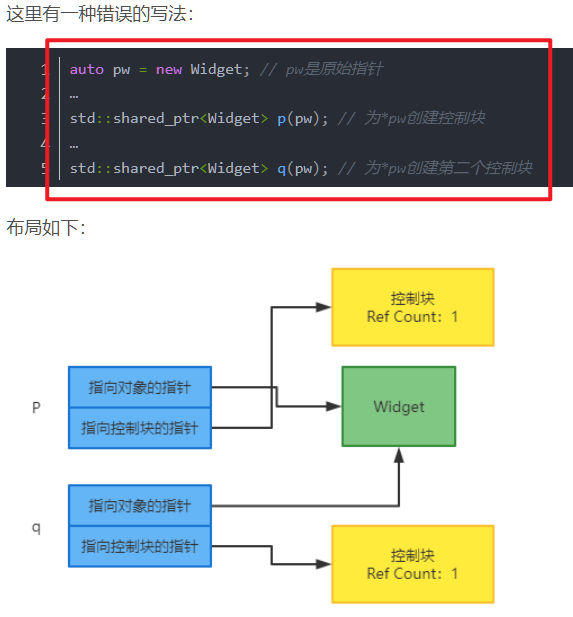 这里有一种错误的写法：
1 auto pw = new Widget; // pw是原始指针
2 …
3 std::shared_ptr<Widget> p(pw); // 为*pw创建控制块
4 …
5 std::shared_ptr<Widget> q(pw); // 为*pw创建第二个控制块
布局如下：
控制块
Ref Count：1
指向对象的指针
Widget
P
指向控制块的指针
指向对象的指针
q
指向控制块的指针
控制块
Ref Count：1